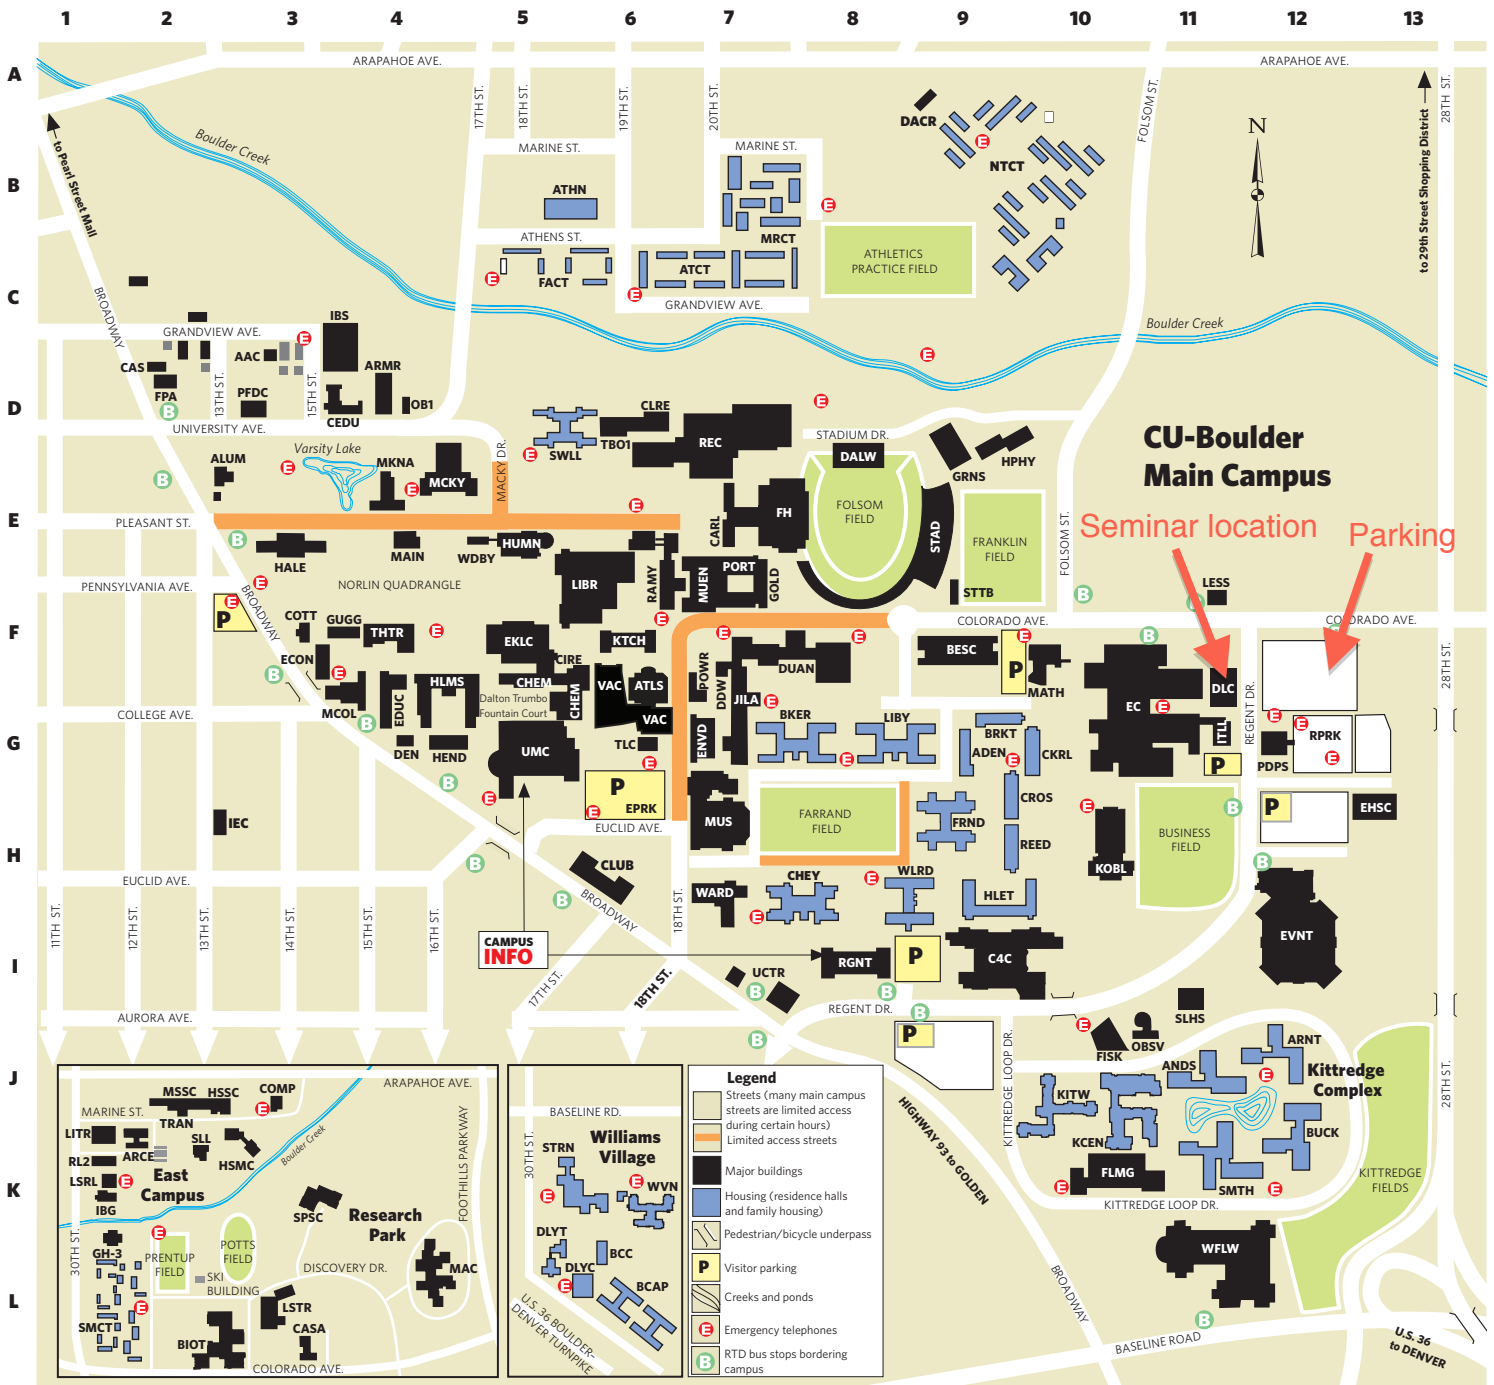 1 2 3 4 5 6 7 8 9 10 11 12 13
A
ARAPAHOE AVE.
ARAPAHOE AVE.
17TH ST.
18TH ST.
19TH ST.
20TH ST.
FOLSOM ST.
28TH ST.
to Pearl Street Mall
to 29th Street Shopping District
N
DACR
E
NTCT
Boulder Creek
MARINE ST.
MARINE ST.
B
ATHN
E
MRCT
ATHENS ST.
ATHLETICS
PRACTICE FIELD
FACT
ATCT
E
E
C
GRANDVIEW AVE.
BROADWAY
IBS
GRANDVIEW AVE.
E
Boulder Creek
AAC
E
CAS
ARMR
FPA
13TH ST.
PFDC
15TH ST.
CEDU
OB1
D
B
CLRE
E
UNIVERSITY AVE.
TBO1
REC
STADIUM DR.
SWLL
E
Varsity Lake
ALUM
E
MKNA
MCKY
MACKY DR.
DALW
GRNS
HPHY
CU-Boulder
Main Campus
B
E
E
FOLSOM
FIELD
E
PLEASANT ST.
B
HALE
MAIN
WDBY
HUMN
CARL
FH
STAD
FRANKLIN
FIELD
FOLSOM ST.
Seminar location
Parking
PENNSYLVANIA AVE.
E
NORLIN QUADRANGLE
LIBR
RAMY
MUEN
PORT
GOLD
STTB
B
B
LESS
BROADWAY
P
E
F
COTT
GUGG
THTR
E
EKLC
KTCH
E
E
E
COLORADO AVE.
COLORADO AVE.
ECON
CIRE
DUAN
BESC
E
P
MATH
B
B
E
HLMS
CHEM
CHEM
VAC
ATLS
POWR
DDW
JILA
E
EC
E
DLC
REGENT DR.
28TH ST.
MCOL
EDUC
Dalton Trumbo
Fountain Court
VAC
COLLEGE AVE.
B
BKER
LIBY
BRKT
ITLL
E
E
RPRK
G
DEN
HEND
UMC
TLC
E
ENVD
E
ADEN
E
CKRL
P
PDPS
E
B
E
P
E
EPRK
CROS
E
B
P
EHSC
IEC
EUCLID AVE.
MUS
FARRAND
FIELD
FRND
BUSINESS
FIELD
REED
H
B
CLUB
KOBL
B
EUCLID AVE.
CHEY
E
WLRD
HLET
WARD
B
BROADWAY
E
18TH ST.
11TH ST.
12TH ST.
13TH ST.
14TH ST.
15TH ST.
16TH ST.
EVNT
CAMPUS
INFO
I
RGNT
P
C4C
UCTR
17TH ST.
18TH ST.
B
B
SLHS
AURORA AVE.
REGENT DR.
B
B
P
E
FISK
OBSV
ARNT
ANDS
E
Kittredge
Complex
J
KITTREDGE LOOP DR.
KITW
KCEN
BUCK
28TH ST.
FLMG
SMTH
E
E
KITTREDGE
FIELDS
K
KITTREDGE LOOP DR.
HIGHWAY 93 to GOLDEN
WFLW
BROADWAY
L
B
BASELINE ROAD
U.S. 36
to DENVER
ARAPAHOE AVE.
MSSC
HSSC
COMP
E
MARINE ST.
TRAN
LITR
ARCE
SLL
HSMC
Boulder Creek
RL2
LSRL
E
East
Campus
IBG
SPSC
Research
Park
FOOTHILLS PARKWAY
30TH ST.
GH-3
E
PRENTUP
FIELD
POTTS
FIELD
DISCOVERY DR.
MAC
SKI
BUILDING
E
SMCT
LSTR
BIOT
CASA
COLORADO AVE.
BASELINE RD.
30TH ST.
STRN
Williams
Village
E
E
WVN
DLYT
BCC
DLYC
E
BCAP
U.S. 36 BOULDER-
DENVER TURNPIKE
Legend
Streets (many main campus
streets are limited access
during certain hours)
Limited access streets
Major buildings
Housing (residence halls
and family housing)
Pedestrian/bicycle underpass
P
Visitor parking
Creeks and ponds
E
Emergency telephones
B
RTD bus stops bordering
campus